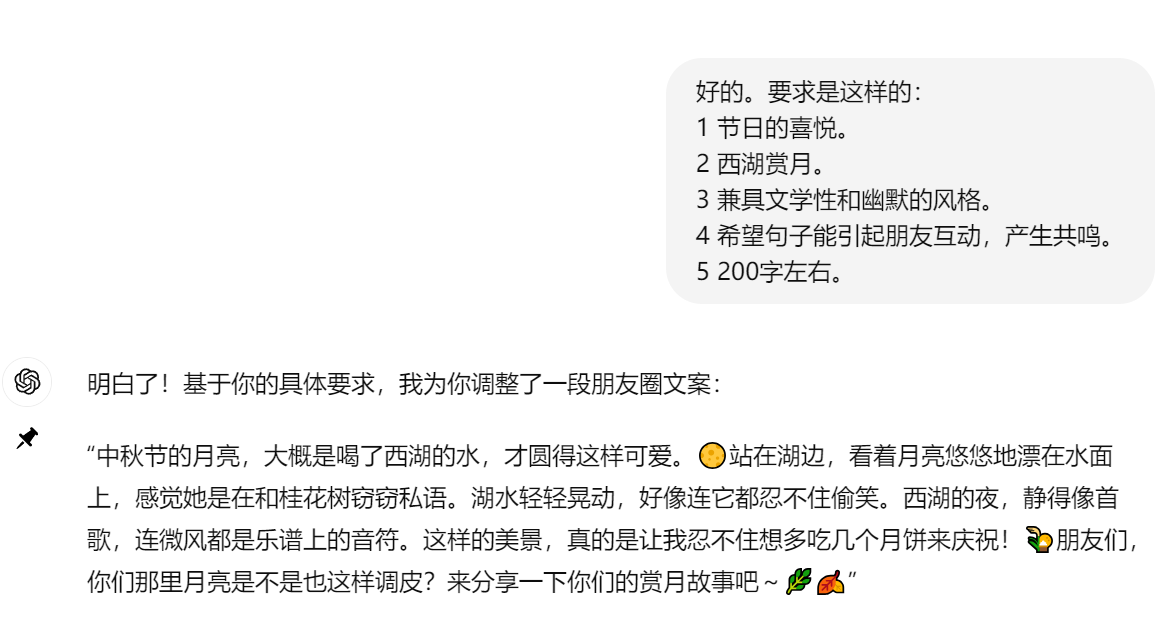 好的。要求是这样的：
1 节日的喜悦。
2 西湖赏月。
3 兼具文学性和幽默的风格。
4 希望句子能引起朋友互动，产生共鸣。
5 200字左右。
明白了！基于你的具体要求，我为你调整了一段朋友圈文案：
“中秋节的月亮，大概是喝了西湖的水，才圆得这样可爱。🌕站在湖边，看着月亮悠悠地漂在水面
上，感觉她是在和桂花树窃窃私语。湖水轻轻晃动，好像连它都忍不住偷笑。西湖的夜，静得像首
歌，连微风都是乐谱上的音符。这样的美景，真的是让我忍不住想多吃几个月饼来庆祝！🎑朋友们，
你们那里月亮是不是也这样调皮？来分享一下你们的赏月故事吧～🌿🍂”